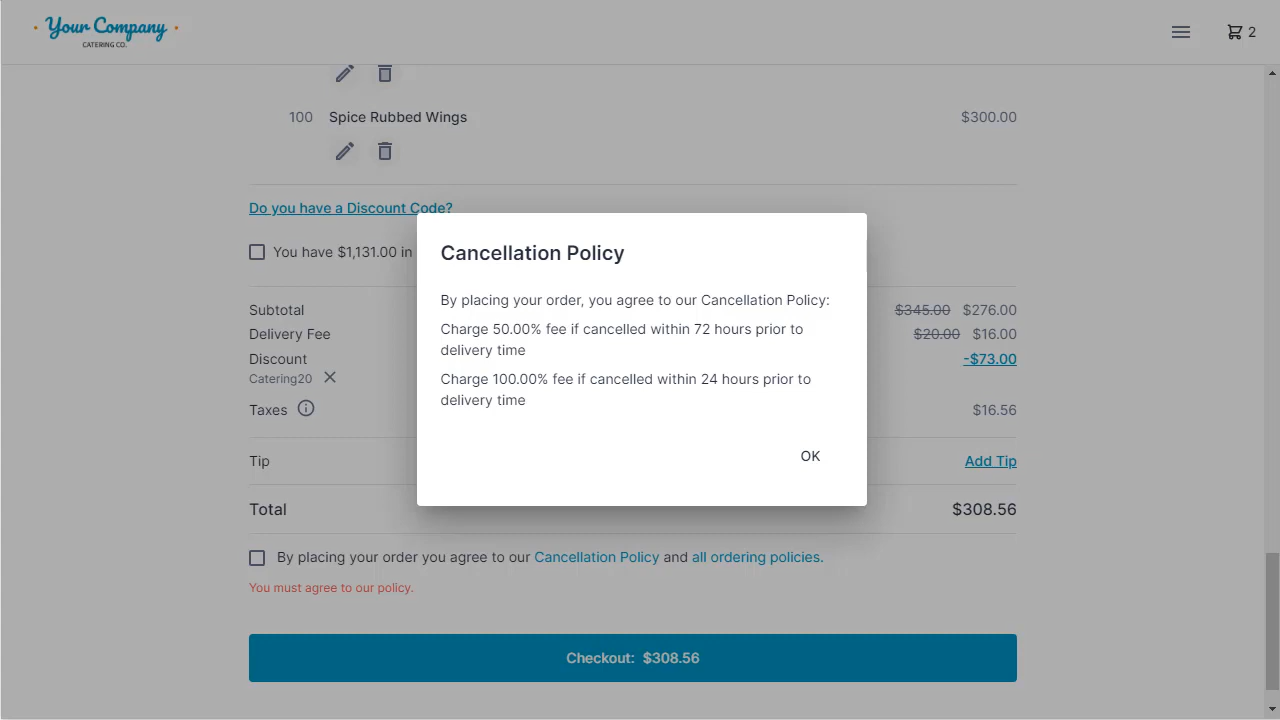 Your Company
CATERING CO.
2
100 Spice Rubbed Wings $300.00
Do you have a Discount Code?
You have $1,131.00 in
Cancellation Policy
By placing your order, you agree to our Cancellation Policy:
Charge 50.00% fee if cancelled within 72 hours prior to
delivery time
Charge 100.00% fee if cancelled within 24 hours prior to
delivery time
OK
Subtotal $345.00 $276.00
Delivery Fee $20.00 $16.00
Discount -$73.00
Catering20
Taxes $16.56
Tip Add Tip
Total $308.56
By placing your order you agree to our Cancellation Policy and all ordering policies.
You must agree to our policy.
Checkout: $308.56